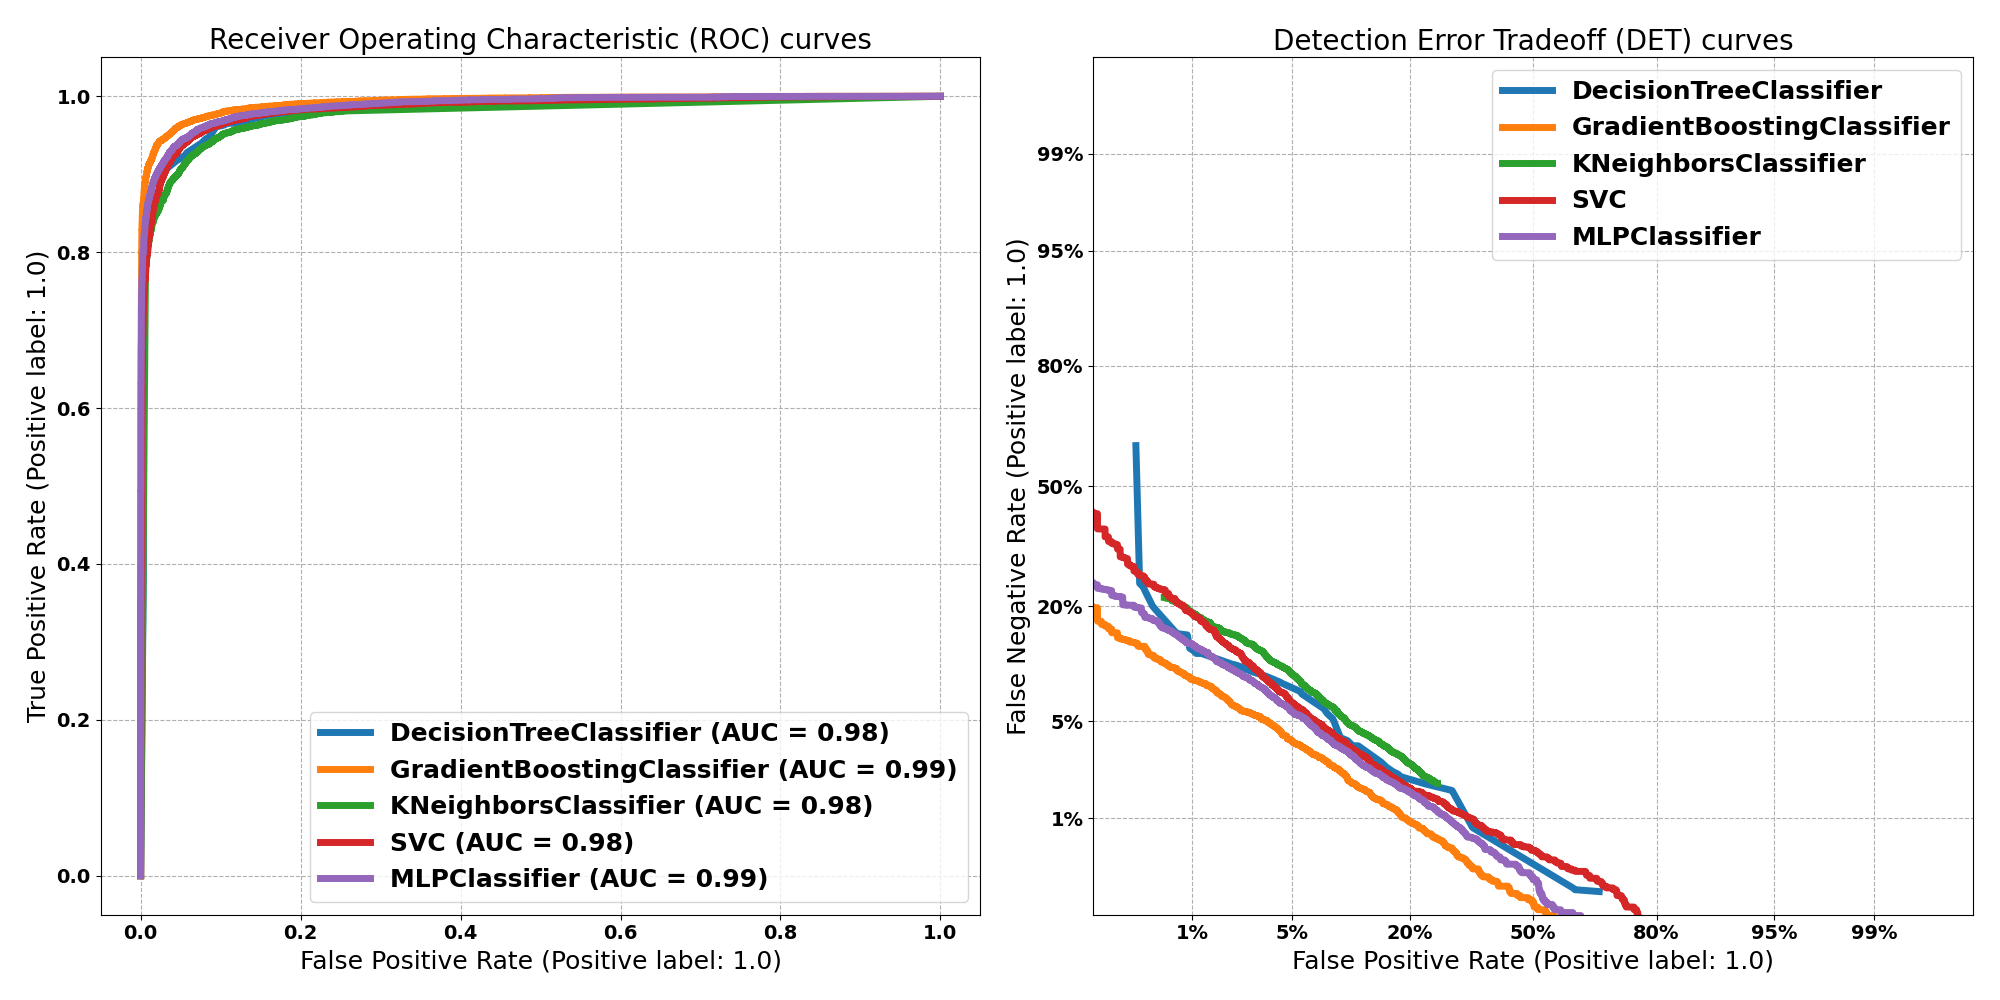 Receiver Operating Characteristic (ROC) curves
True Positive Rate (Positive label: 1.0)
1.0
0.8
0.6
0.4
0.2
0.0
DecisionTreeClassifier (AUC = 0.98)
GradientBoostingClassifier (AUC = 0.99)
KNeighborsClassifier (AUC = 0.98)
SVC (AUC = 0.98)
MLPClassifier (AUC = 0.99)
0.0 0.2 0.4 0.6 0.8 1.0
False Positive Rate (Positive label: 1.0)
Detection Error Tradeoff (DET) curves
False Negative Rate (Positive label: 1.0)
99%
95%
80%
50%
20%
5%
1%
DecisionTreeClassifier
GradientBoostingClassifier
KNeighborsClassifier
SVC
MLPClassifier
1% 5% 20% 50% 80% 95% 99%
False Positive Rate (Positive label: 1.0)